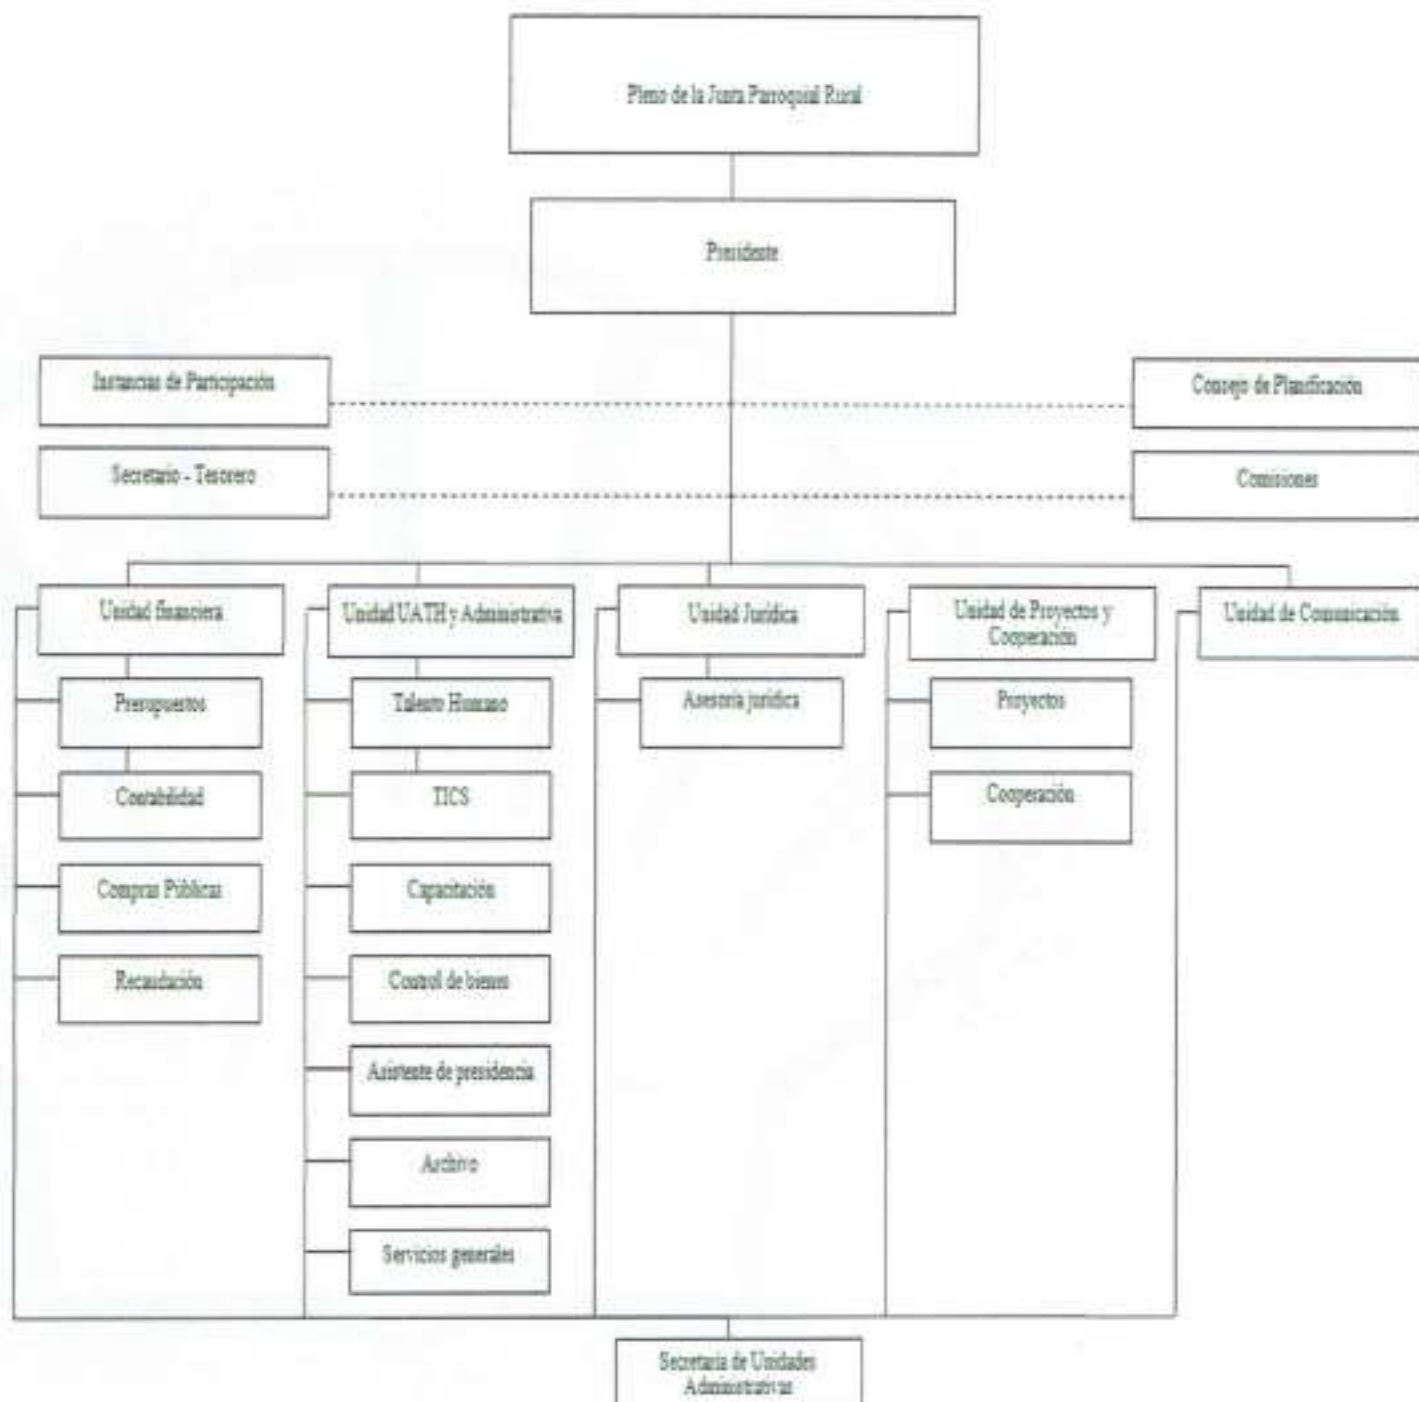 Pleno de la Junta Parroquial Rural
Presidente
Instancias de Participación
Consejo de Planificación
Secretario - Tesorero
Comisiones
Unidad financiera
Unidad UATH y Administrativa
Unidad Jurídica
Unidad de Proyectos y
Cooperación
Unidad de Comunicación
Presupuestos
Talento Humano
Asesoría jurídica
Proyectos
Contabilidad
TICS
Cooperación
Compras Públicas
Capacitación
Recaudación
Control de bienes
Asistente de presidencia
Archivo
Servicios generales
Secretaría de Unidades
Administrativas